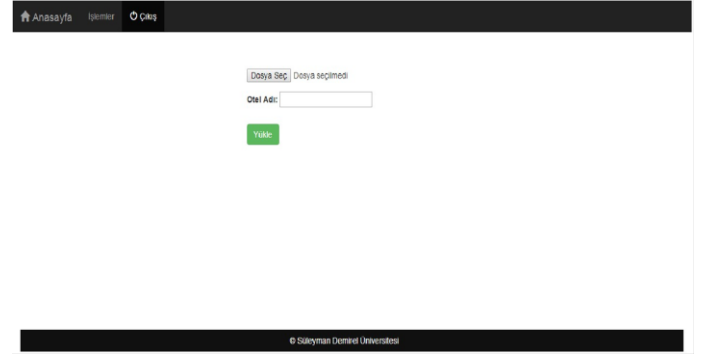 Anasayfa İşlemler Çıkış
Dosya Seç Dosya seçilmedi
Otel Adı:
Yükle
© Süleyman Demirel Üniversitesi